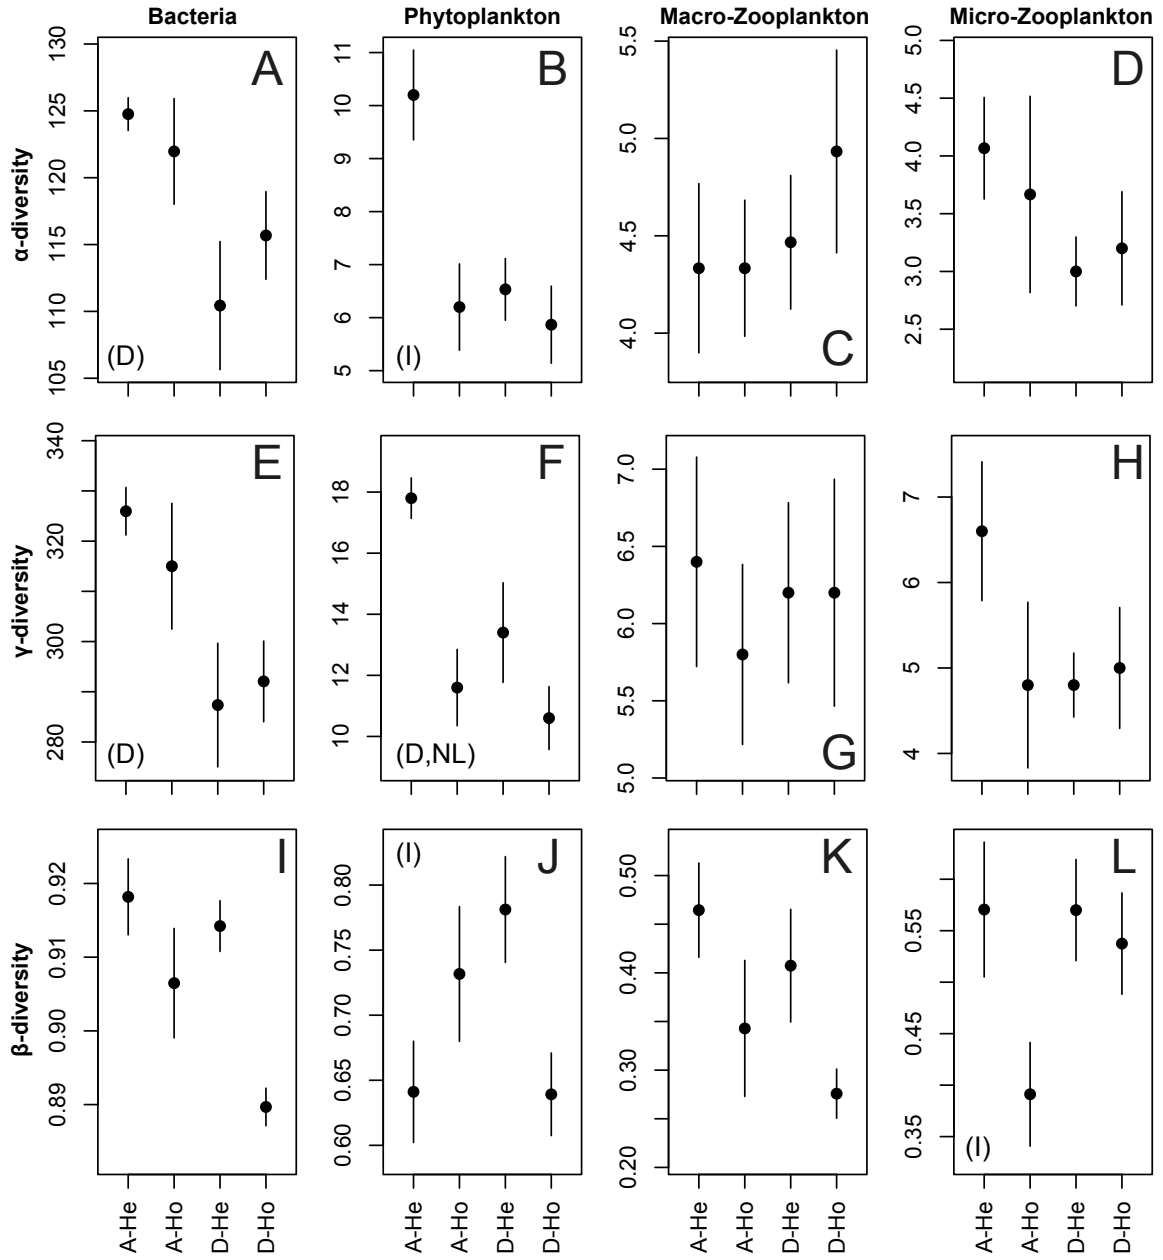 Bacteria Phytoplankton Macro-Zooplankton Micro-Zooplankton
α-diversity
105 110 115 120 125 130
A
(D)
5 6 7 8 9 10 11
B
(I)
4.0 4.5 5.0 5.5
C
2.5 3.0 3.5 4.0 4.5 5.0
D
γ-diversity
280 300 320 340
E
(D)
10 12 14 16 18
F
(D,NL)
5.0 5.5 6.0 6.5 7.0
G
4 5 6 7
H
β-diversity
0.89 0.90 0.91 0.92
I
0.60 0.65 0.70 0.75 0.80
(I)
J
0.20 0.30 0.40 0.50
K
0.35 0.45 0.55
L
(I)
A-He A-Ho D-He D-Ho
A-He A-Ho D-He D-Ho
A-He A-Ho D-He D-Ho
A-He A-Ho D-He D-Ho